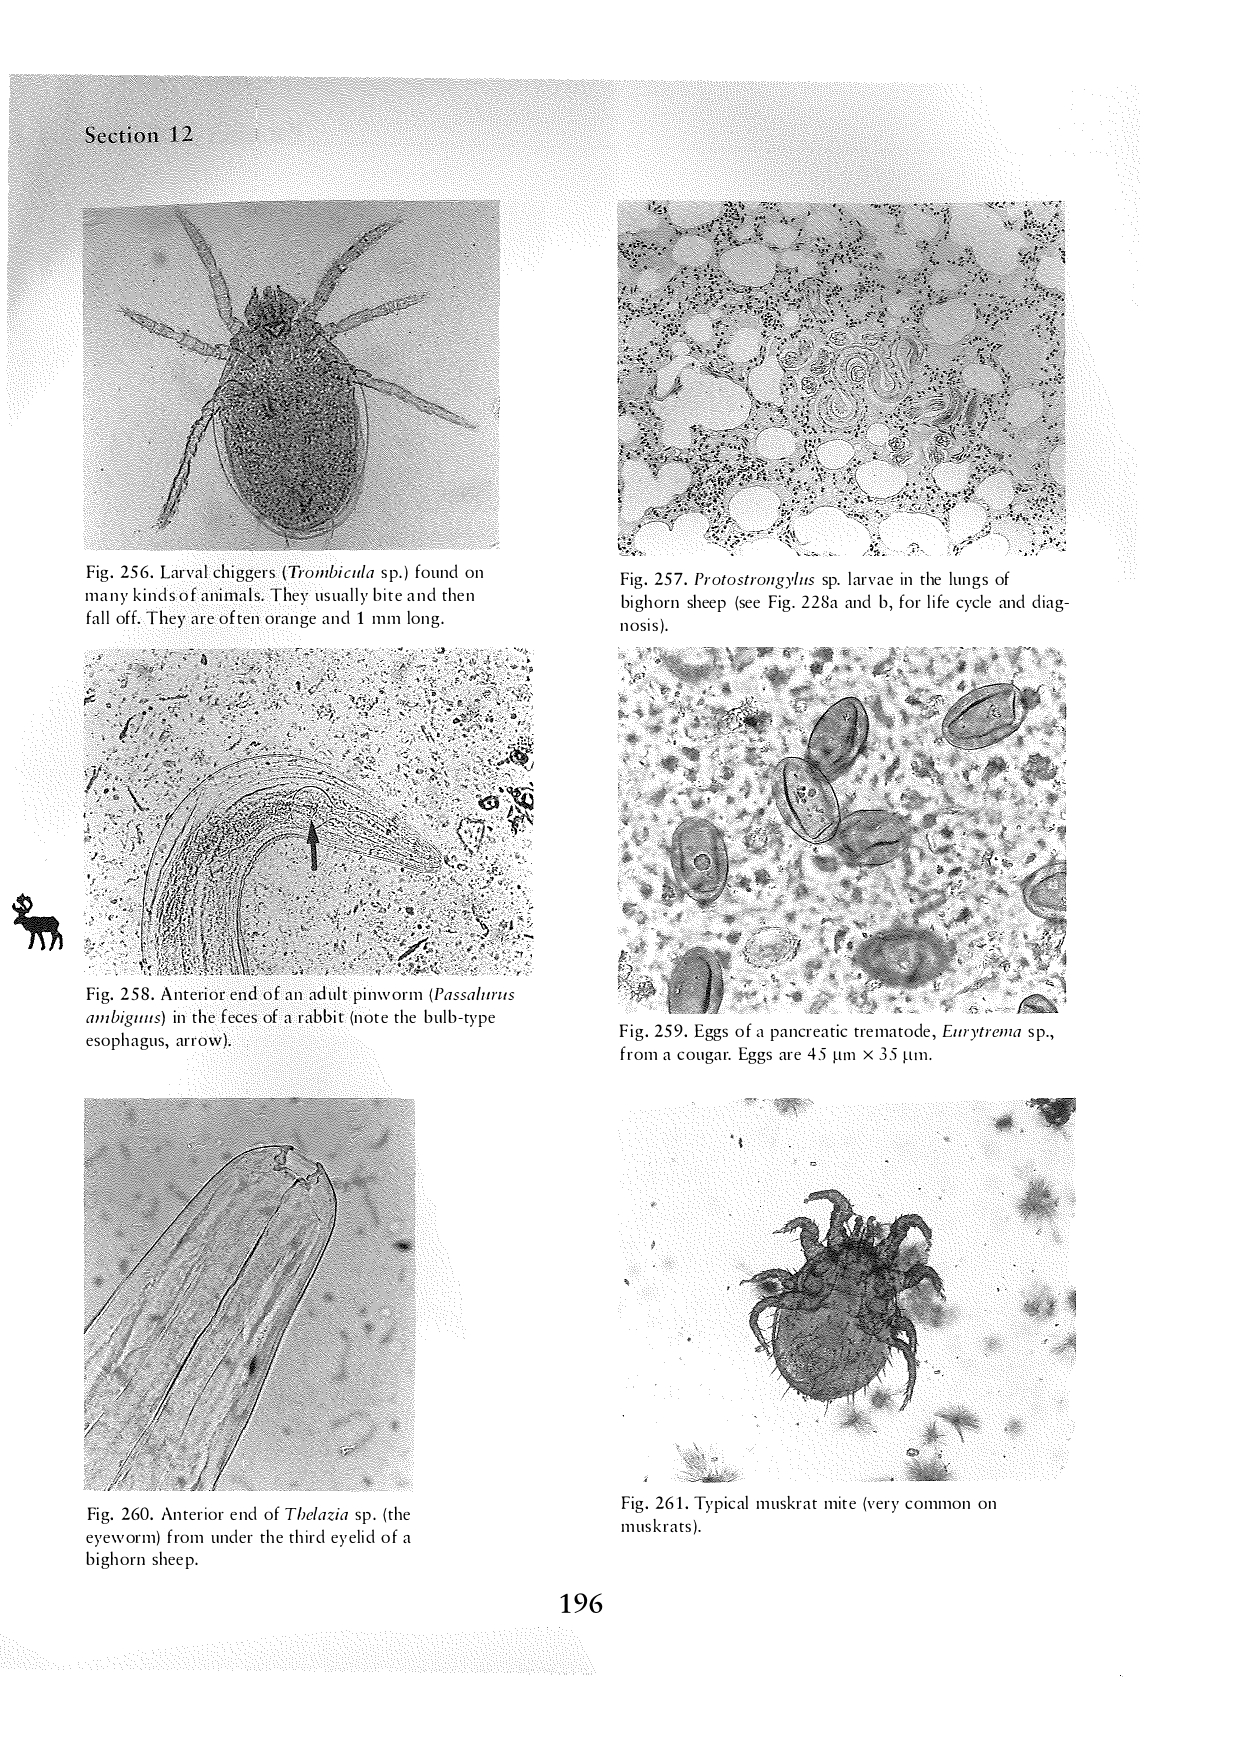 Section 12
Fig. 256. Larval chiggers (Trombicula sp.) found on
many kinds of animals. They usually bite and then
fall off. They are often orange and 1 mm long.
Fig. 257. Protostrongylus sp. larvae in the lungs of
bighorn sheep (see Fig. 228a and b, for life cycle and diag-
nosis).
Fig. 258. Anterior end of an adult pinworm (Passalurus
ambiguus) in the feces of a rabbit (note the bulb-type
esophagus, arrow).
Fig. 259. Eggs of a pancreatic trematode, Eurytrema sp.,
from a cougar. Eggs are 45 μm × 35 μm.
Fig. 260. Anterior end of Thelazia sp. (the
eyeworm) from under the third eyelid of a
bighorn sheep.
Fig. 261. Typical muskrat mite (very common on
muskrats).
196